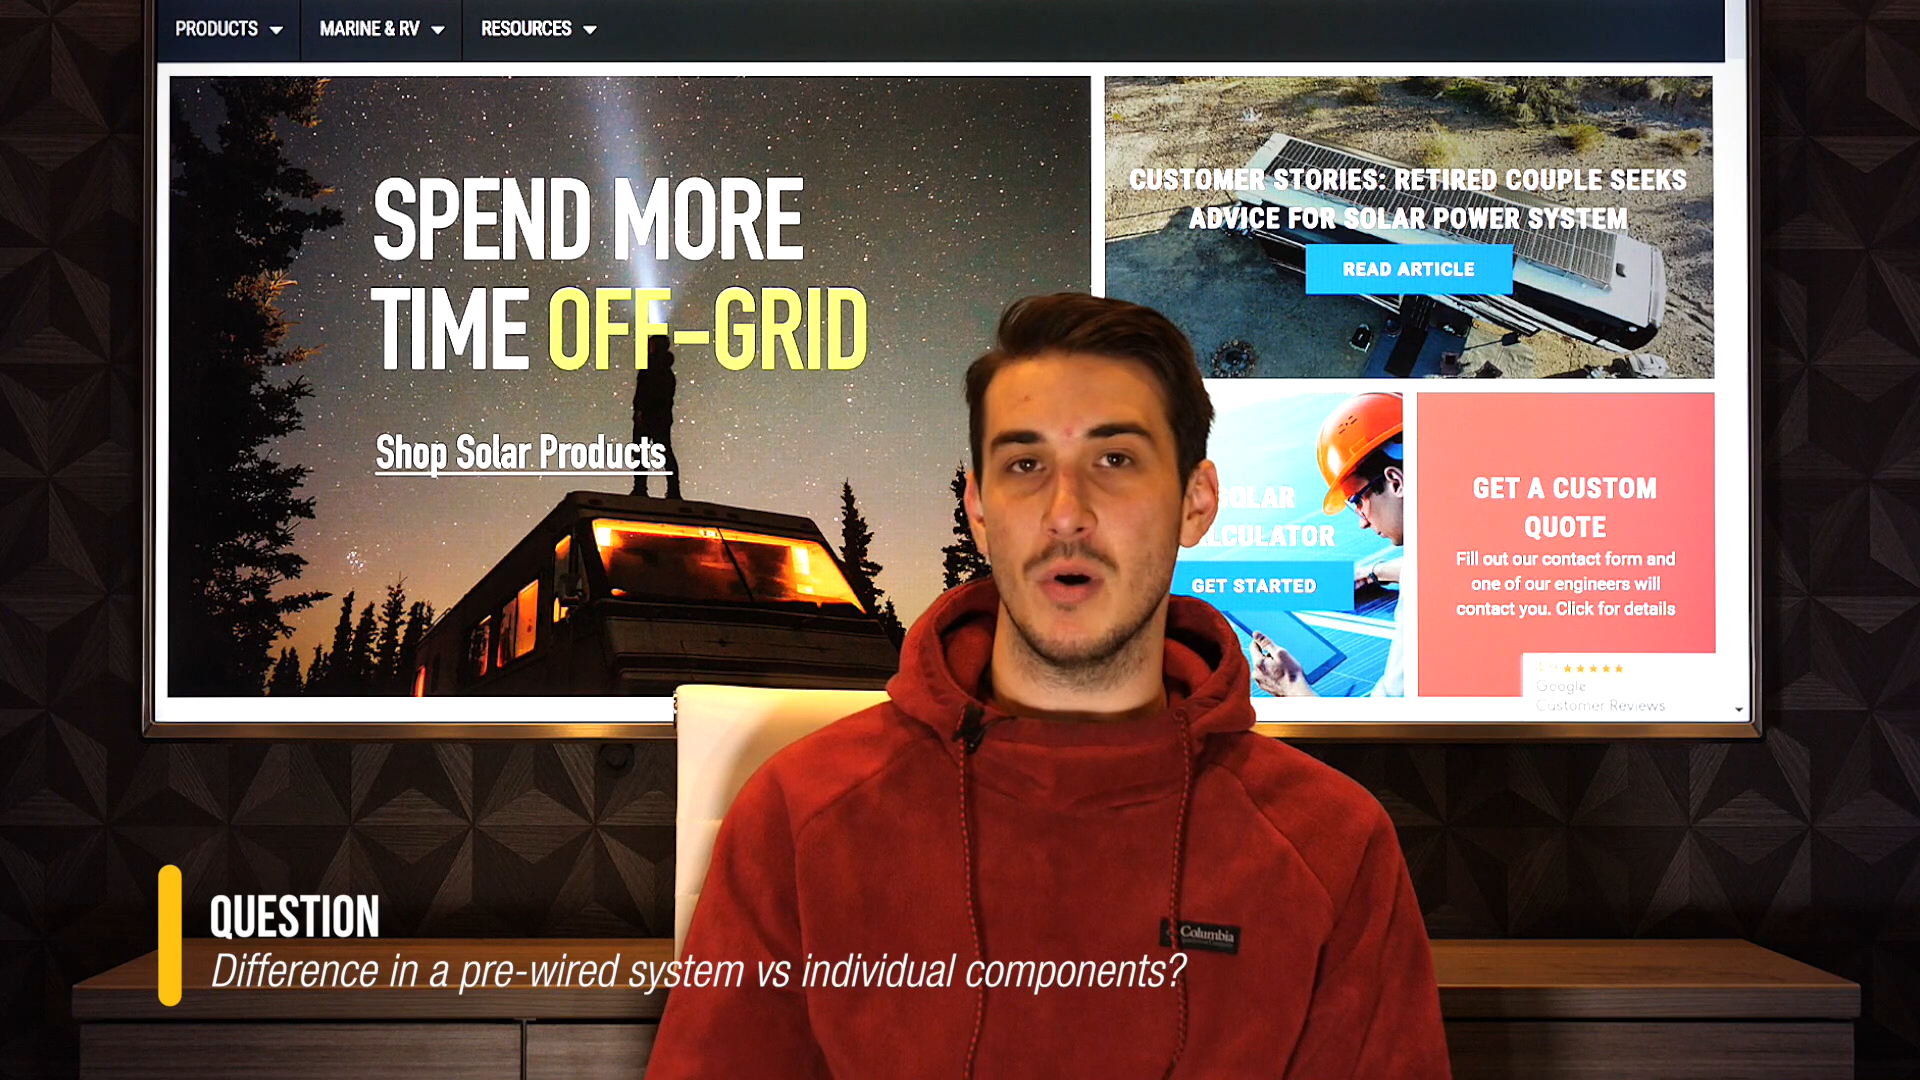 PRODUCTS
MARINE & RV
RESOURCES
SPEND MORE
TIME OFF-GRID
Shop Solar Products
CUSTOMER STORIES: RETIRED COUPLE SEEKS
ADVICE FOR SOLAR POWER SYSTEM
READ ARTICLE
SOLAR
GET STARTED
GET A CUSTOM
QUOTE
Fill out our contact form and
one of our engineers will
contact you. Click for details
Google
Customer Reviews
Columbia
QUESTION
Difference in a pre-wired system vs individual components?